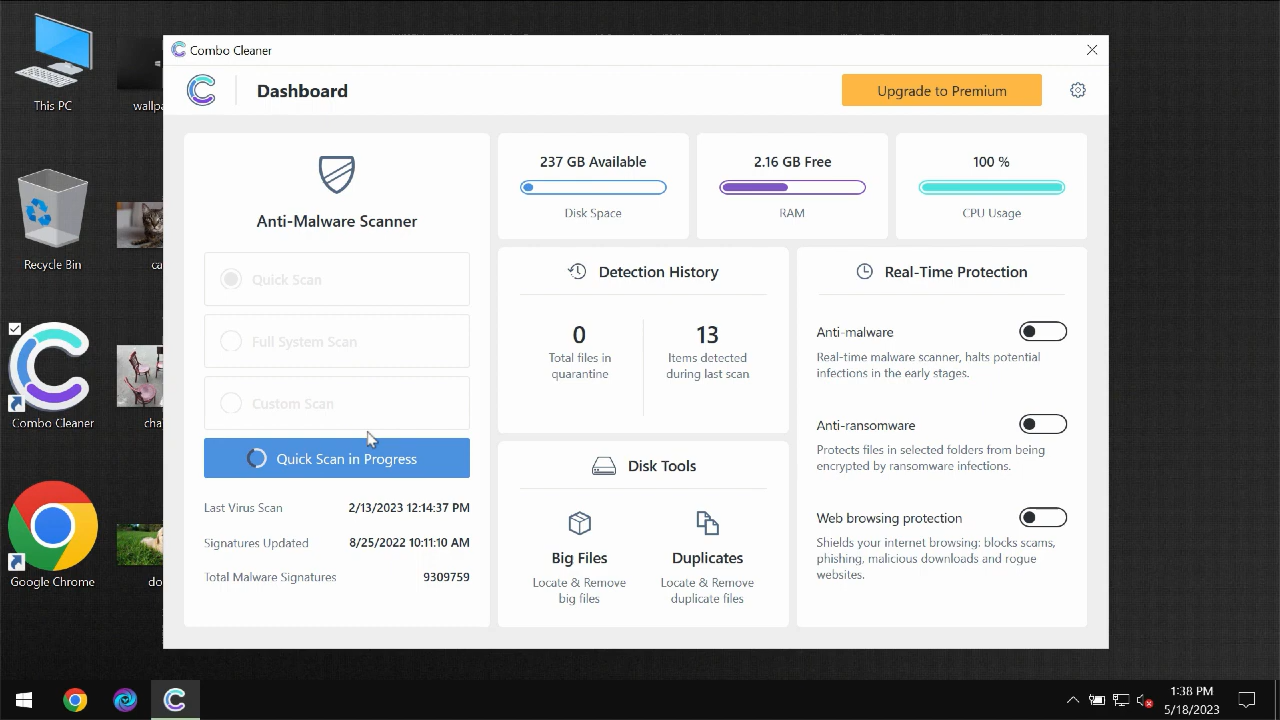 This PC
wallpa
Recycle Bin
ca
Combo Cleaner
cha
Google Chrome
do
Combo Cleaner
Dashboard
Upgrade to Premium
Anti-Malware Scanner
Quick Scan
Full System Scan
Custom Scan
Quick Scan in Progress
Last Virus Scan 2/13/2023 12:14:37 PM
Signatures Updated 8/25/2022 10:11:10 AM
Total Malware Signatures 9309759
237 GB Available
Disk Space
2.16 GB Free
RAM
100 %
CPU Usage
Detection History
0
Total files in
quarantine
13
Items detected
during last scan
Disk Tools
Big Files
Locate & Remove
big files
Duplicates
Locate & Remove
duplicate files
Real-Time Protection
Anti-malware
Real-time malware scanner, halts potential
infections in the early stages.
Anti-ransomware
Protects files in selected folders from being
encrypted by ransomware infections.
Web browsing protection
Shields your internet browsing: blocks scams,
phishing, malicious downloads and rogue
websites.
1:38 PM
5/18/2023